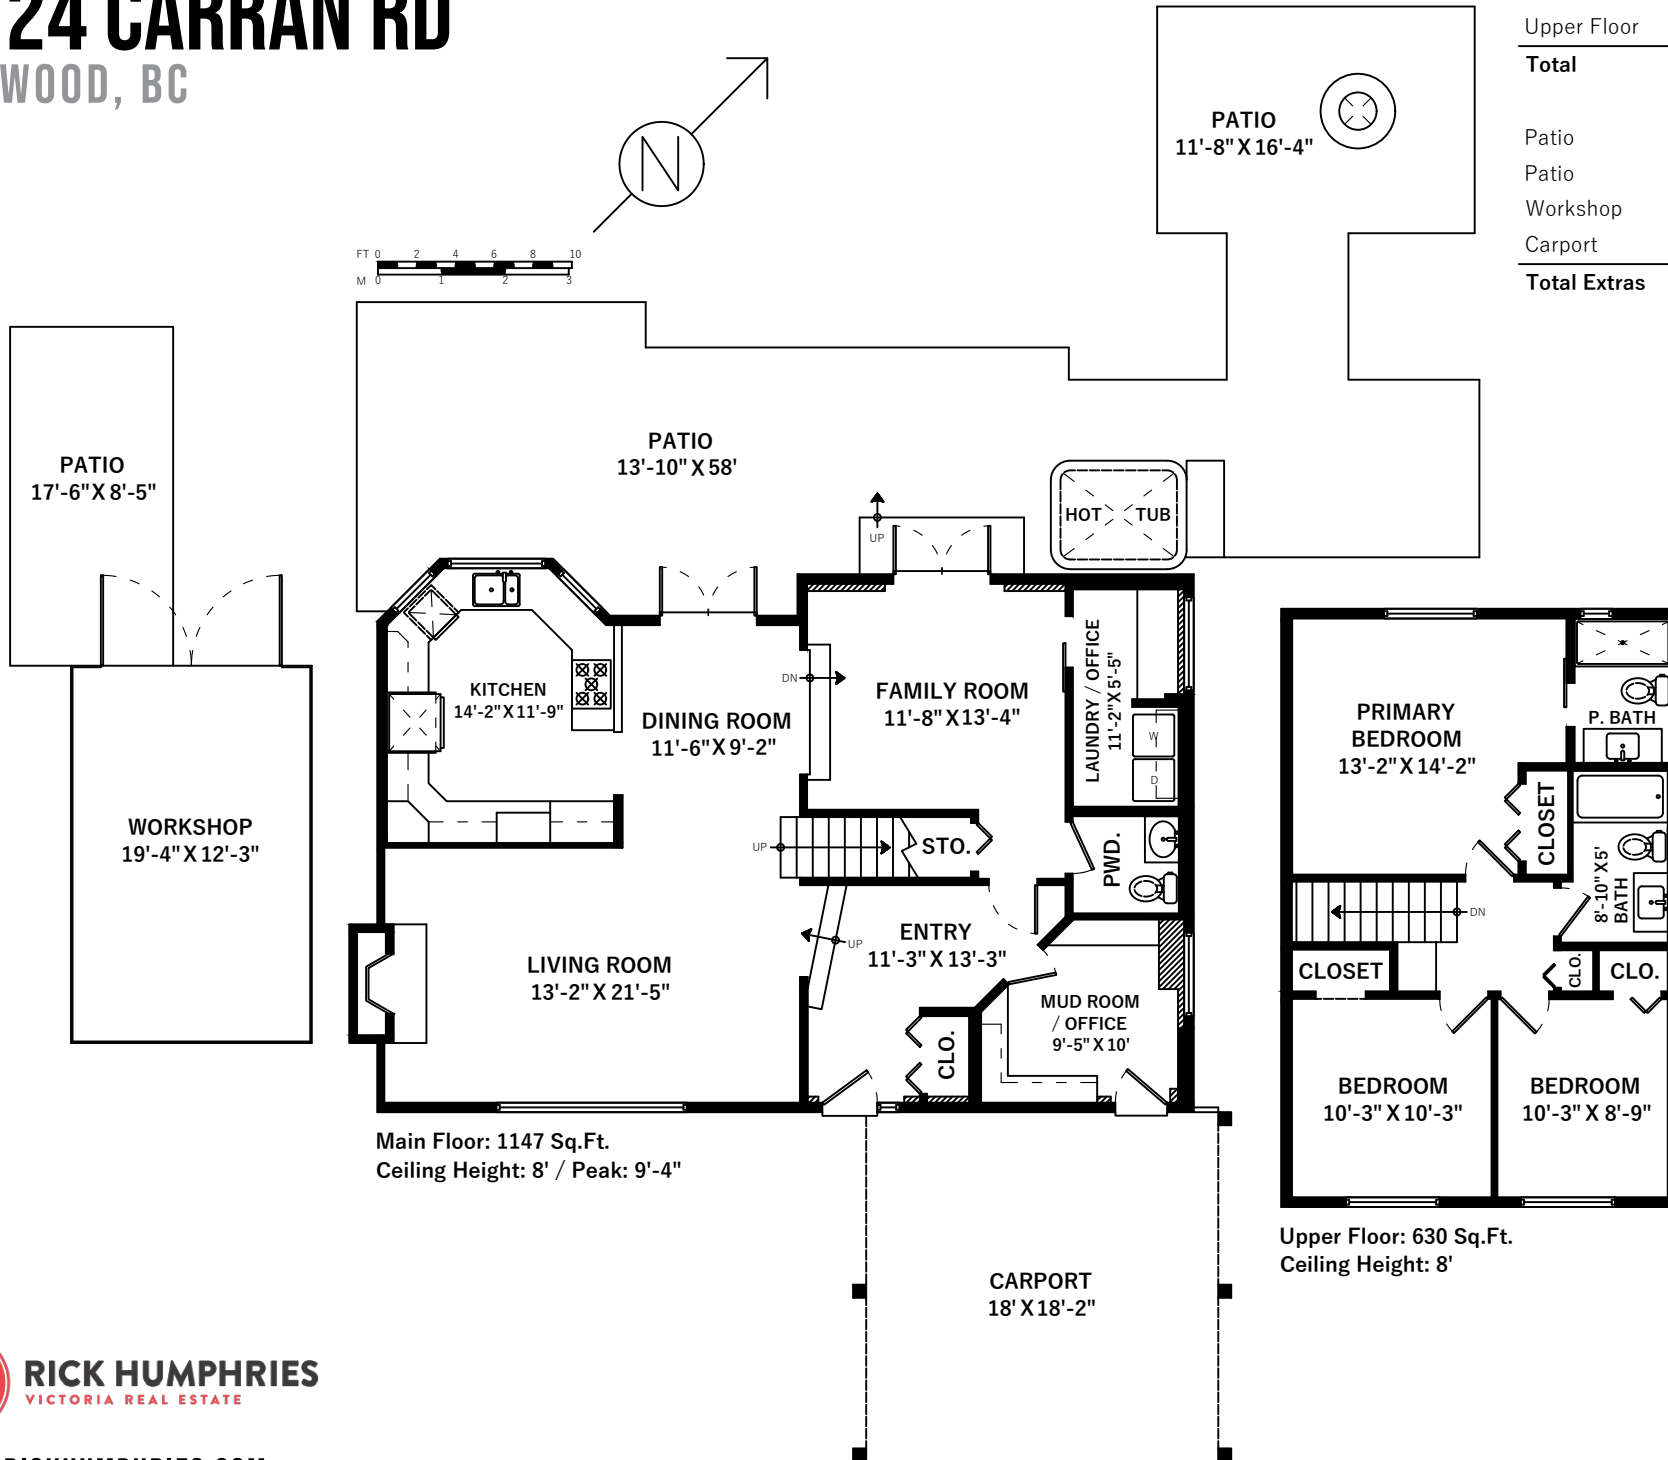 24 CARRAN RD
WOOD, BC
N
FT 0 2 4 6 8 10
M 0 1 2 3
Upper Floor
Total
Patio
Patio
Workshop
Carport
Total Extras
PATIO
11'-8" X 16'-4"
PATIO
17'-6" X 8'-5"
PATIO
13'-10" X 58'
HOT TUB
UP
WORKSHOP
19'-4" X 12'-3"
KITCHEN
14'-2" X 11'-9"
DINING ROOM
11'-6" X 9'-2"
DN
FAMILY ROOM
11'-8" X 13'-4"
LAUNDRY / OFFICE
11'-2" X 5'-5"
W
D
UP
STO.
PWD.
LIVING ROOM
13'-2" X 21'-5"
UP
ENTRY
11'-3" X 13'-3"
CLO.
MUD ROOM
/ OFFICE
9'-5" X 10'
Main Floor: 1147 Sq.Ft.
Ceiling Height: 8' / Peak: 9'-4"
CARPORT
18' X 18'-2"
PRIMARY
BEDROOM
13'-2" X 14'-2"
P. BATH
CLOSET
8'-10" X 5'
BATH
DN
CLOSET
CLO.
CLO.
BEDROOM
10'-3" X 10'-3"
BEDROOM
10'-3" X 8'-9"
Upper Floor: 630 Sq.Ft.
Ceiling Height: 8'
RICK HUMPHRIES
VICTORIA REAL ESTATE
RICKHUMPHRIES.COM